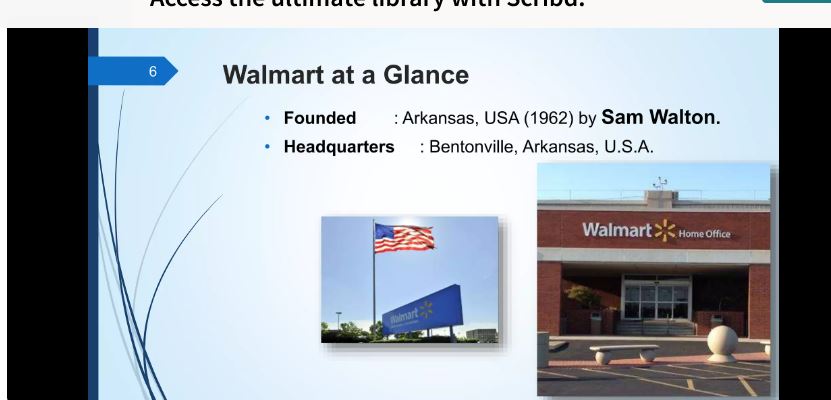 Access the ultimate library with Scribd.
6
Walmart at a Glance
• Founded : Arkansas, USA (1962) by Sam Walton.
• Headquarters : Bentonville, Arkansas, U.S.A.
Walmart
Walmart Home Office